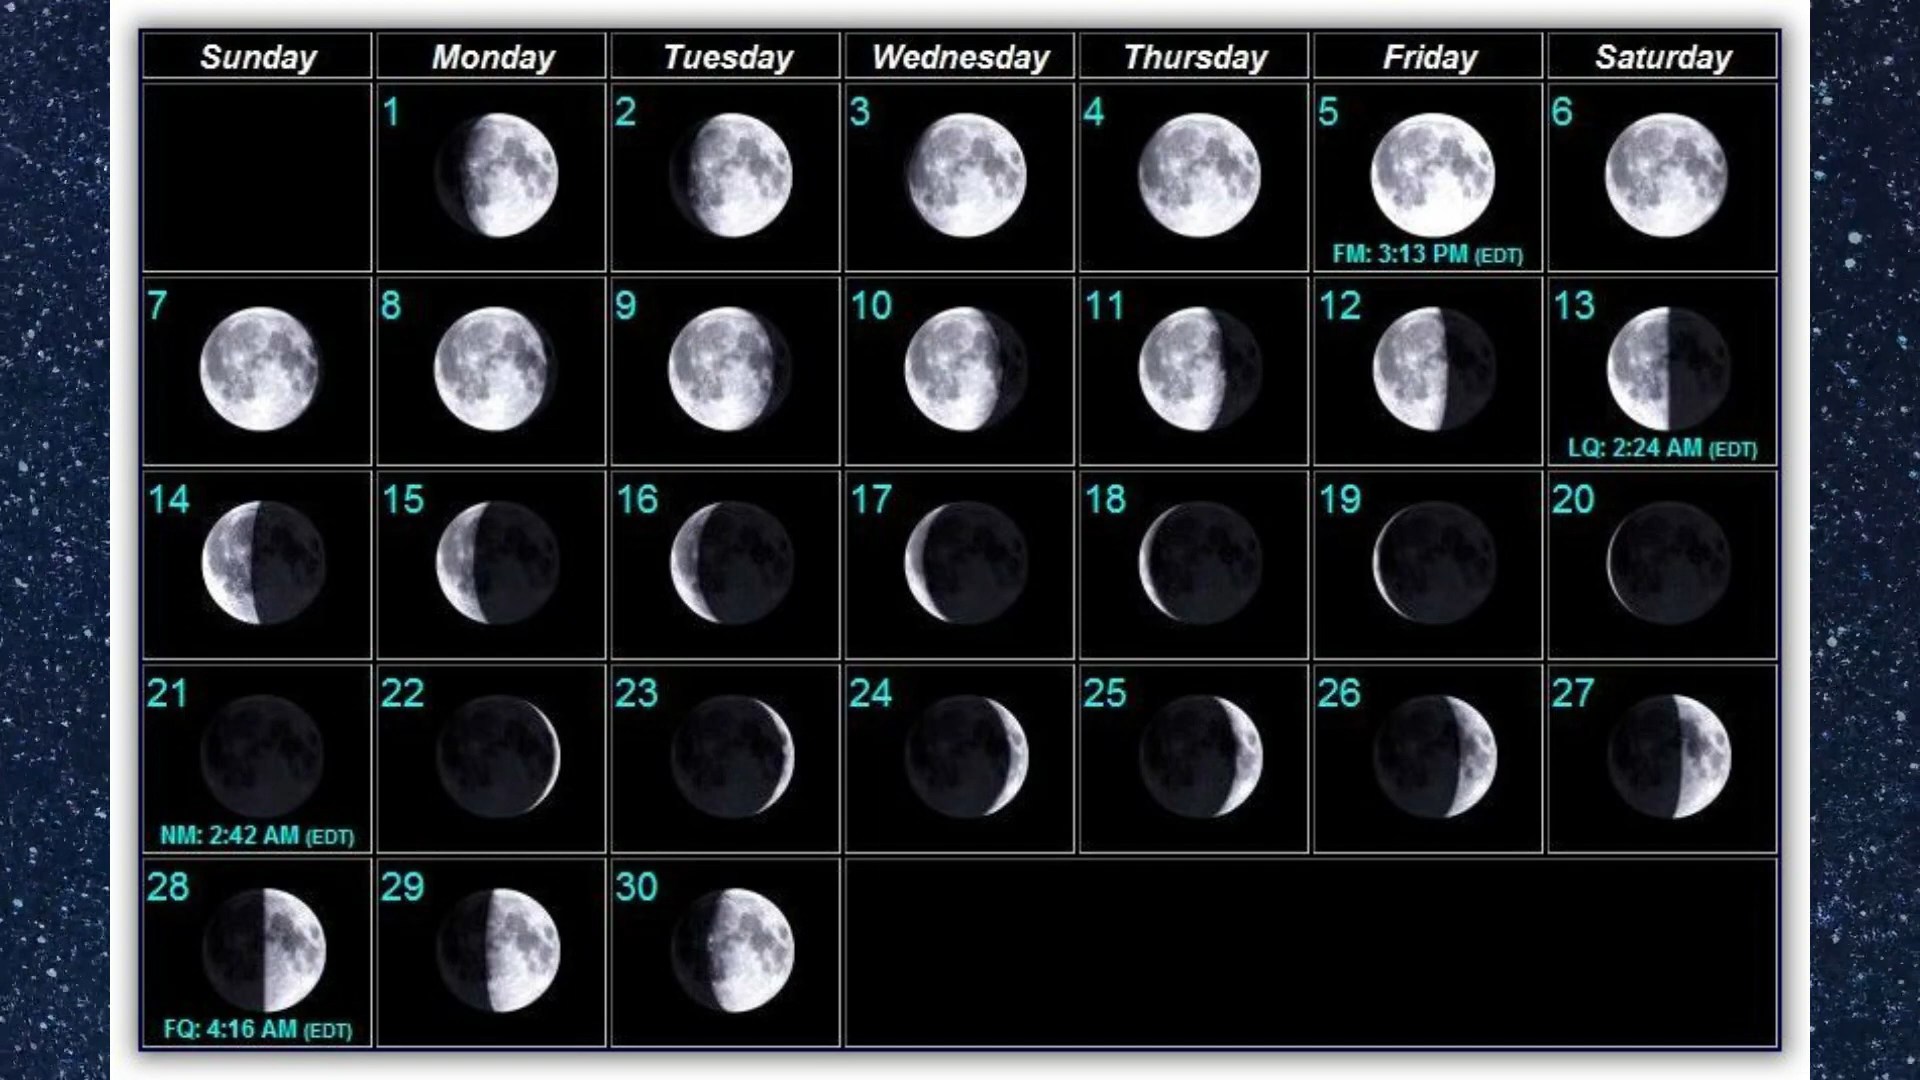 Sunday Monday Tuesday Wednesday Thursday Friday Saturday
1 2 3 4 5 6
FM: 3:13 PM (EDT)
7 8 9 10 11 12 13
LQ: 2:24 AM (EDT)
14 15 16 17 18 19 20
21 22 23 24 25 26 27
NM: 2:42 AM (EDT)
28 29 30
FQ: 4:16 AM (EDT)